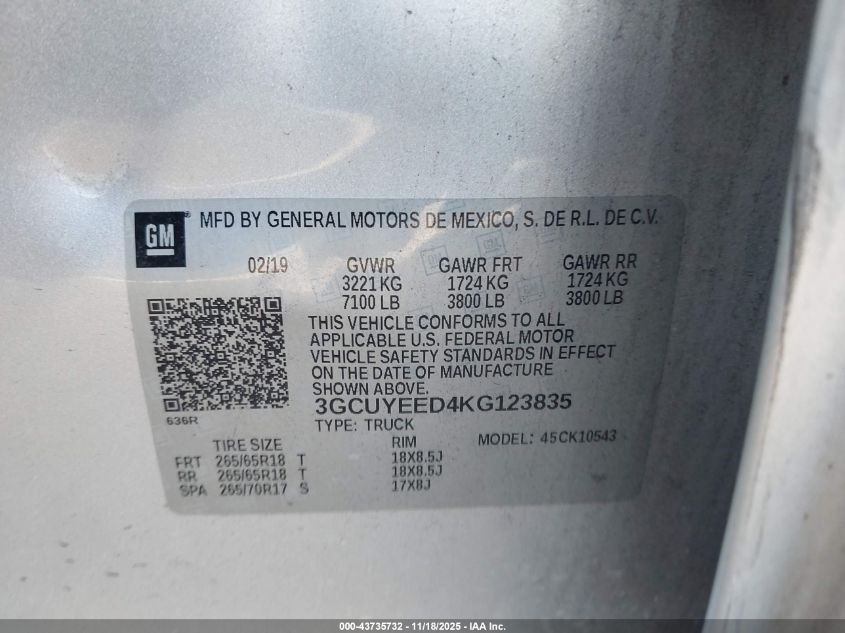 GM ® MFD BY GENERAL MOTORS DE MEXICO, S. DE R.L. DE C.V.
02/19 GVWR GAWR FRT GAWR RR
3221 KG 1724 KG 1724 KG
7100 LB 3800 LB 3800 LB
THIS VEHICLE CONFORMS TO ALL
APPLICABLE U.S. FEDERAL MOTOR
VEHICLE SAFETY STANDARDS IN EFFECT
ON THE DATE OF MANUFACTURE
SHOWN ABOVE.
3GCUYEED4KG123835
636R
TYPE: TRUCK
TIRE SIZE RIM MODEL: 45CK10543
FRT 265/65R18 T 18X8.5J
RR 265/65R18 T 18X8.5J
SPA 265/70R17 S 17X8J
000-43735732 - 11/18/2025 - IAA Inc.